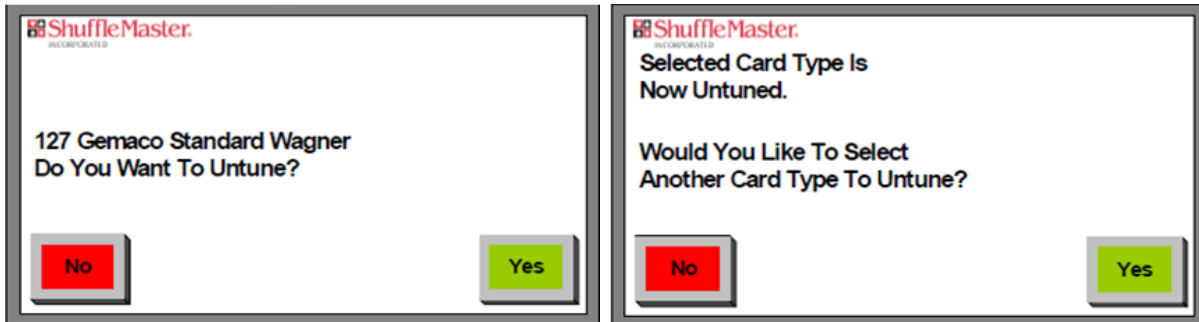 ShuffleMaster.
INCORPORATED
127 Gemaco Standard Wagner
Do You Want To Untune?
No
Yes
ShuffleMaster.
INCORPORATED
Selected Card Type Is
Now Untuned.
Would You Like To Select
Another Card Type To Untune?
No
Yes